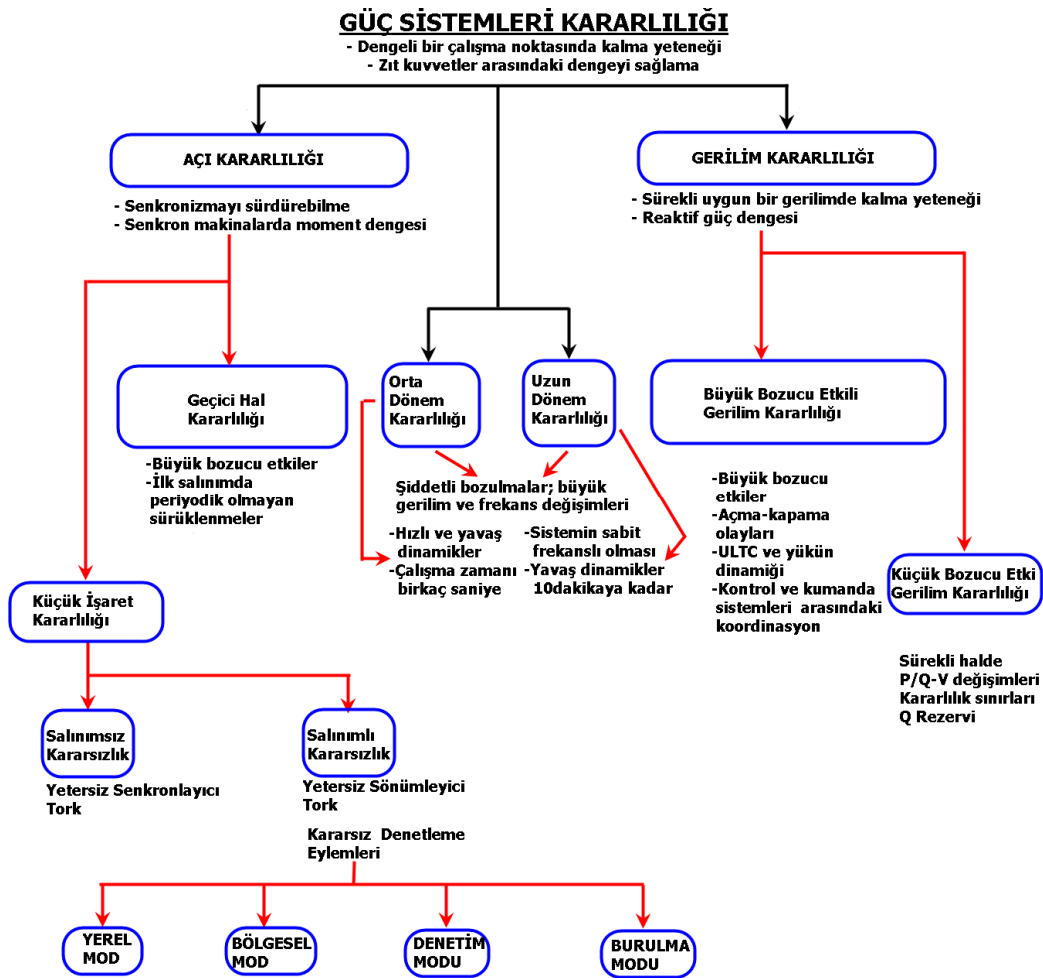 GÜÇ SİSTEMLERİ KARARLILIĞI
- Dengeli bir çalışma noktasında kalma yeteneği
- Zıt kuvvetler arasındaki dengeyi sağlama
AÇI KARARLILIĞI
- Senkronizmayı sürdürebilme
- Senkron makinalarda moment dengesi
GERİLİM KARARLILIĞI
- Sürekli uygun bir gerilimde kalma yeteneği
- Reaktif güç dengesi
Geçici Hal
Kararlılığı
-Büyük bozucu etkiler
-İlk salınımda
periyodik olmayan
sürüklenmeler
Orta
Dönem
Kararlılığı
Uzun
Dönem
Kararlılığı
Şiddetli bozulmalar; büyük
gerilim ve frekans değişimleri
-Hızlı ve yavaş
dinamikler
-Çalışma zamanı
birkaç saniye
-Sistemin sabit
frekanslı olması
-Yavaş dinamikler
10dakikaya kadar
Büyük Bozucu Etkili
Gerilim Kararlılığı
-Büyük bozucu
etkiler
-Açma-kapama
olayları
-ULTC ve yükün
dinamiği
-Kontrol ve kumanda
sistemleri arasındaki
koordinasyon
Küçük Bozucu Etki
Gerilim Kararlılığı
Sürekli halde
P/Q-V değişimleri
Kararlılık sınırları
Q Rezervi
Küçük İşaret
Kararlılığı
Salınımsız
Kararsızlık
Yetersiz Senkronlayıcı
Tork
Salınımlı
Kararsızlık
Yetersiz Sönümleyici
Tork
Kararsız Denetleme
Eylemleri
YEREL
MOD
BÖLGESEL
MOD
DENETİM
MODU
BURULMA
MODU